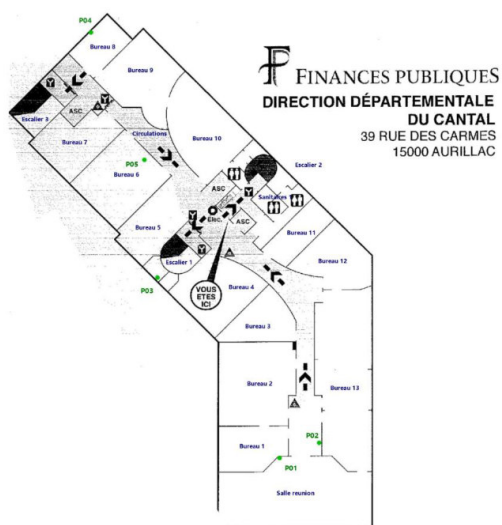 P04
Bureau 8
FINANCES PUBLIQUES
DIRECTION DÉPARTEMENTALE
DU CANTAL
39 RUE DES CARMES
15000 AURILLAC
Bureau 9
Escalier 3
ASC
Circulations
Bureau 10
Bureau 7
P05
Bureau 6
Escalier 2
ASC
Sanitaires
Bureau 5
Elec.
ASC
Bureau 11
Escalier 1
Bureau 12
P03
VOUS
ETES
ICI
Bureau 4
Bureau 3
Bureau 2
Bureau 13
Bureau 1
P02
P01
Salle reunion